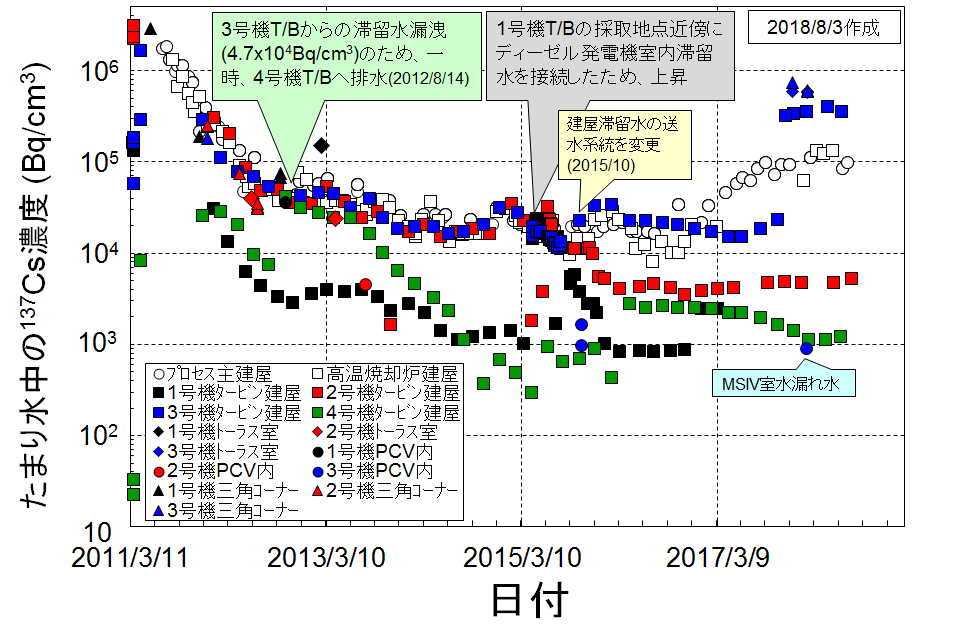 2018/8/3作成
3号機T/Bからの滞留水漏洩
(4.7x10⁴Bq/cm³)のため、一
時、4号機T/Bへ排水(2012/8/14)
1号機T/Bの採取地点近傍に
ディーゼル発電機室内滞留
水を接続したため、上昇
建屋滞留水の送
水系統を変更
(2015/10)
たまり水中の¹³⁷Cs濃度 (Bq/cm³)
10⁶
10⁵
10⁴
10³
10²
10
MSIV室水漏れ水
ﾌﾟﾛｾｽ主建屋 高温焼却炉建屋
1号機ﾀｰﾋﾞﾝ建屋 2号機ﾀｰﾋﾞﾝ建屋
3号機ﾀｰﾋﾞﾝ建屋 4号機ﾀｰﾋﾞﾝ建屋
1号機ﾄｰﾗｽ室 2号機ﾄｰﾗｽ室
3号機ﾄｰﾗｽ室 1号機PCV内
2号機PCV内 3号機PCV内
1号機三角ｺｰﾅｰ 2号機三角ｺｰﾅｰ
3号機三角ｺｰﾅｰ
2011/3/11 2013/3/10 2015/3/10 2017/3/9
日付